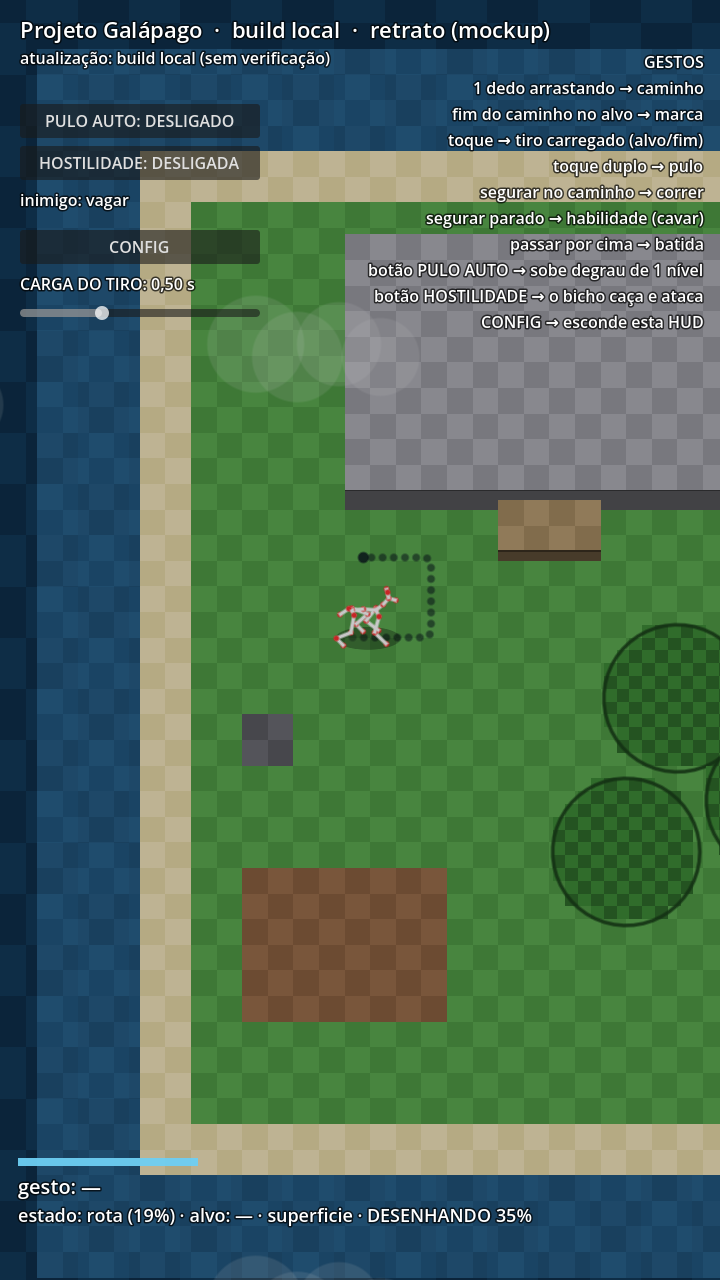 Projeto Galápago · build local · retrato (mockup)
atualização: build local (sem verificação)
PULO AUTO: DESLIGADO
HOSTILIDADE: DESLIGADA
inimigo: vagar
CONFIG
CARGA DO TIRO: 0,50 s
GESTOS
1 dedo arrastando → caminho
fim do caminho no alvo → marca
toque → tiro carregado (alvo/fim)
toque duplo → pulo
segurar no caminho → correr
segurar parado → habilidade (cavar)
passar por cima → batida
botão PULO AUTO → sobe degrau de 1 nível
botão HOSTILIDADE → o bicho caça e ataca
CONFIG → esconde esta HUD
gesto: —
estado: rota (19%) · alvo: — · superficie · DESENHANDO 35%